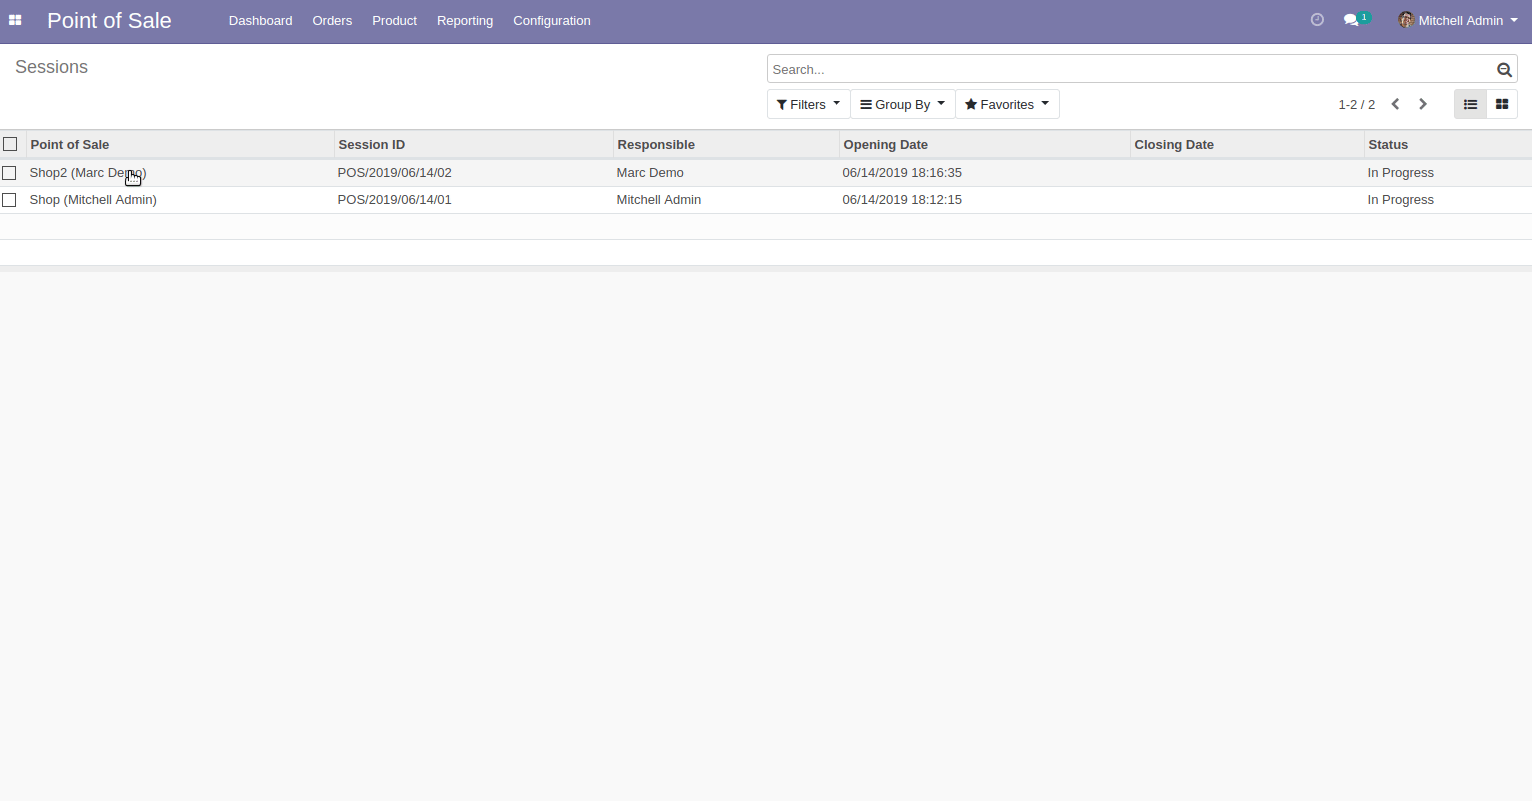 Point of Sale Dashboard Orders Product Reporting Configuration 1 Mitchell Admin
Sessions
Search...
Filters Group By Favorites 1-2 / 2
Point of Sale Session ID Responsible Opening Date Closing Date Status
Shop2 (Marc Demo) POS/2019/06/14/02 Marc Demo 06/14/2019 18:16:35 In Progress
Shop (Mitchell Admin) POS/2019/06/14/01 Mitchell Admin 06/14/2019 18:12:15 In Progress